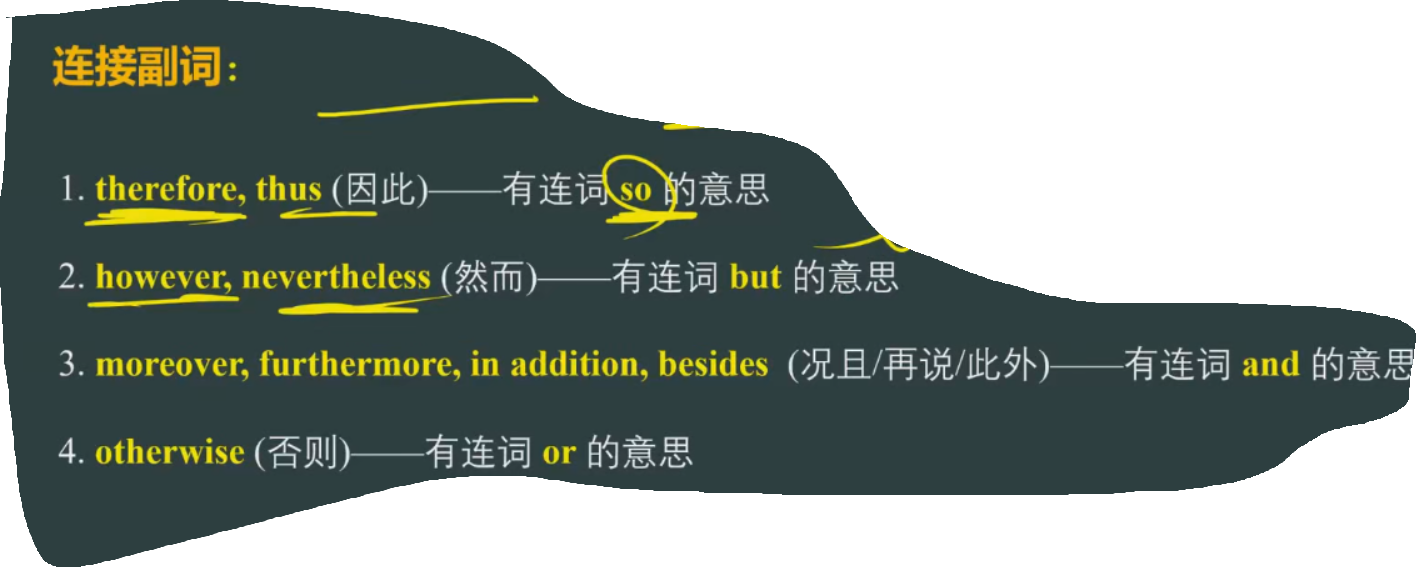 连接副词：
1. therefore, thus (因此)——有连词 so 的意思
2. however, nevertheless (然而)——有连词 but 的意思
3. moreover, furthermore, in addition, besides (况且/再说/此外)——有连词 and 的意思
4. otherwise (否则)——有连词 or 的意思